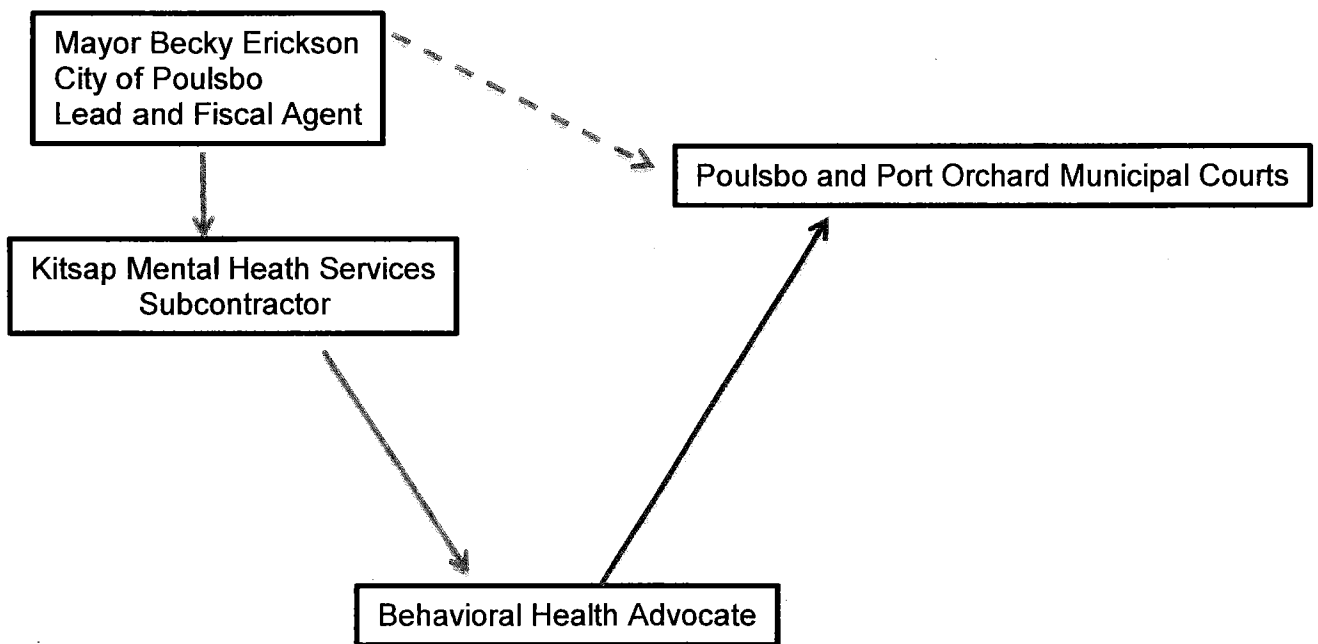 Mayor Becky Erickson
City of Poulsbo
Lead and Fiscal Agent
Poulsbo and Port Orchard Municipal Courts
Kitsap Mental Heath Services
Subcontractor
Behavioral Health Advocate